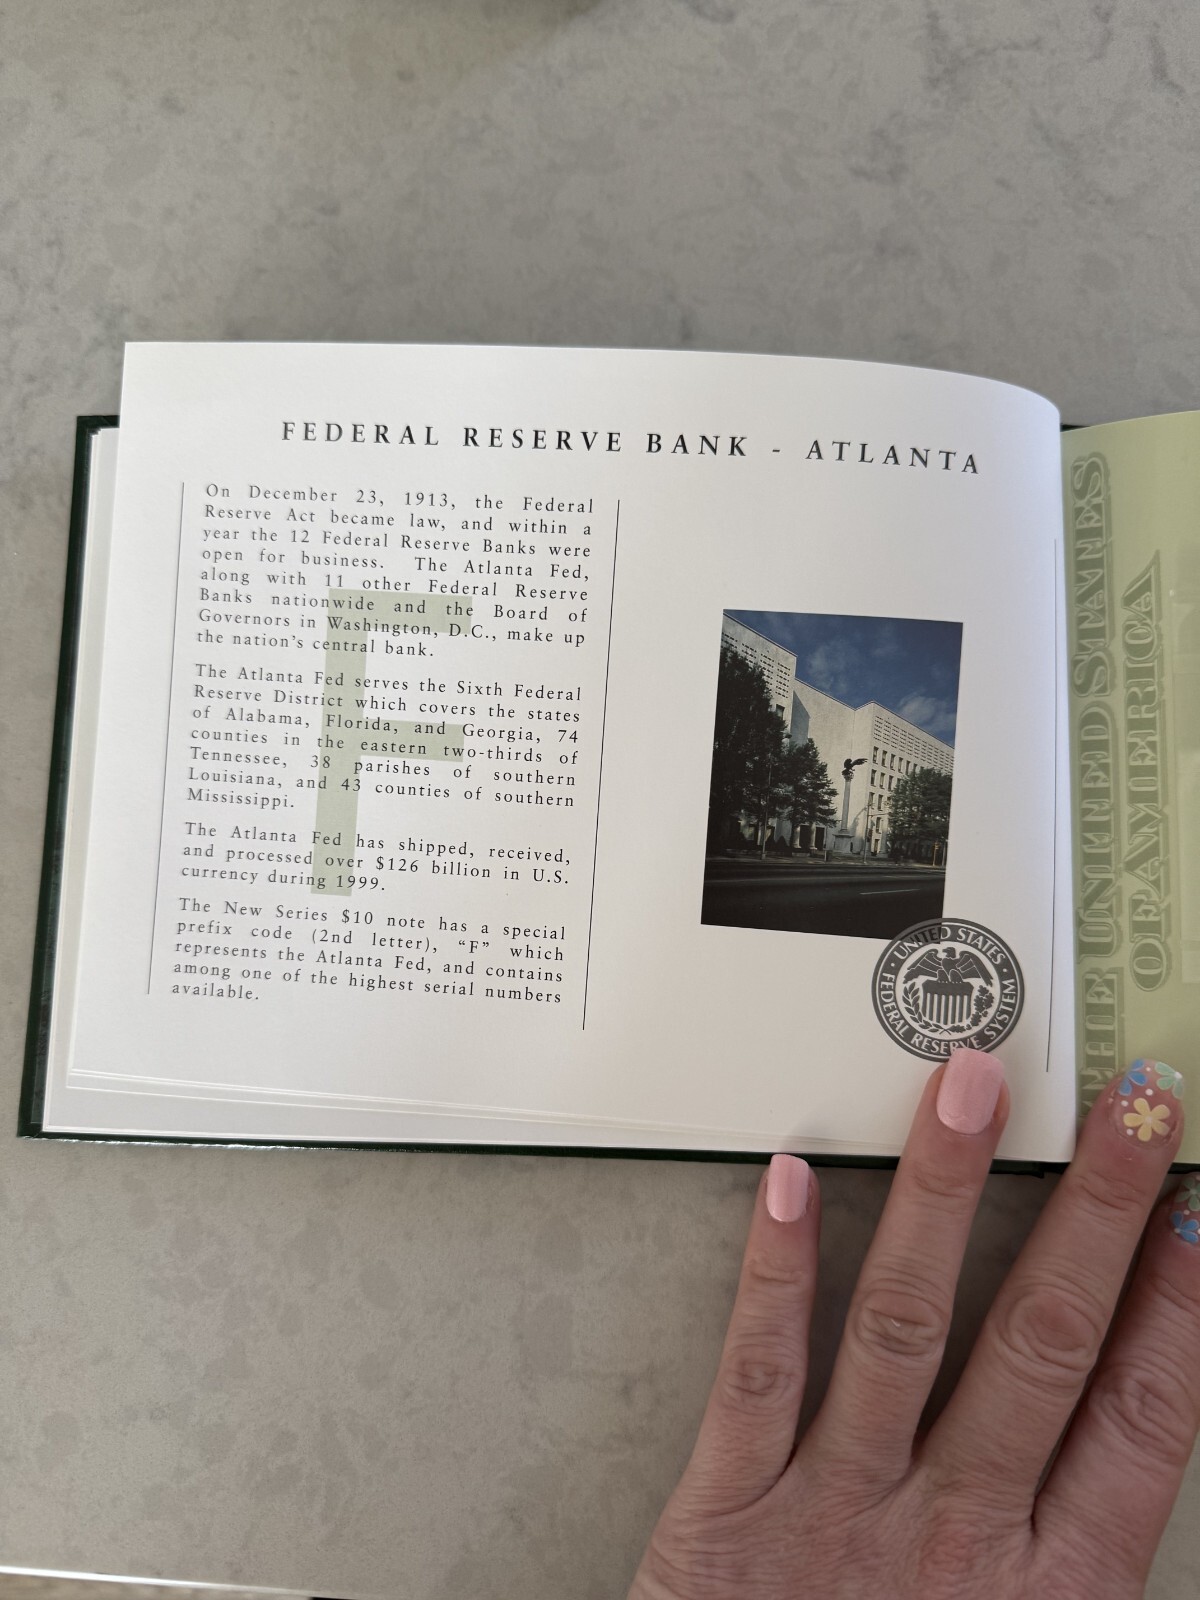 FEDERAL RESERVE BANK - ATLANTA
On December 23, 1913, the Federal
Reserve Act became law, and within a
year the 12 Federal Reserve Banks were
open for business. The Atlanta Fed,
along with 11 other Federal Reserve
Banks nationwide and the Board of
Governors in Washington, D.C., make up
the nation's central bank.
The Atlanta Fed serves the Sixth Federal
Reserve District which covers the states
of Alabama, Florida, and Georgia, 74
counties in the eastern two-thirds of
Tennessee, 38 parishes of southern
Louisiana, and 43 counties of southern
Mississippi.
The Atlanta Fed has shipped, received,
and processed over $126 billion in U.S.
currency during 1999.
The New Series $10 note has a special
prefix code (2nd letter), “F” which
represents the Atlanta Fed, and contains
among one of the highest serial numbers
available.
F
UNITED STATES
FEDERAL RESERVE SYSTEM
THE UNITED STATES
OF AMERICA